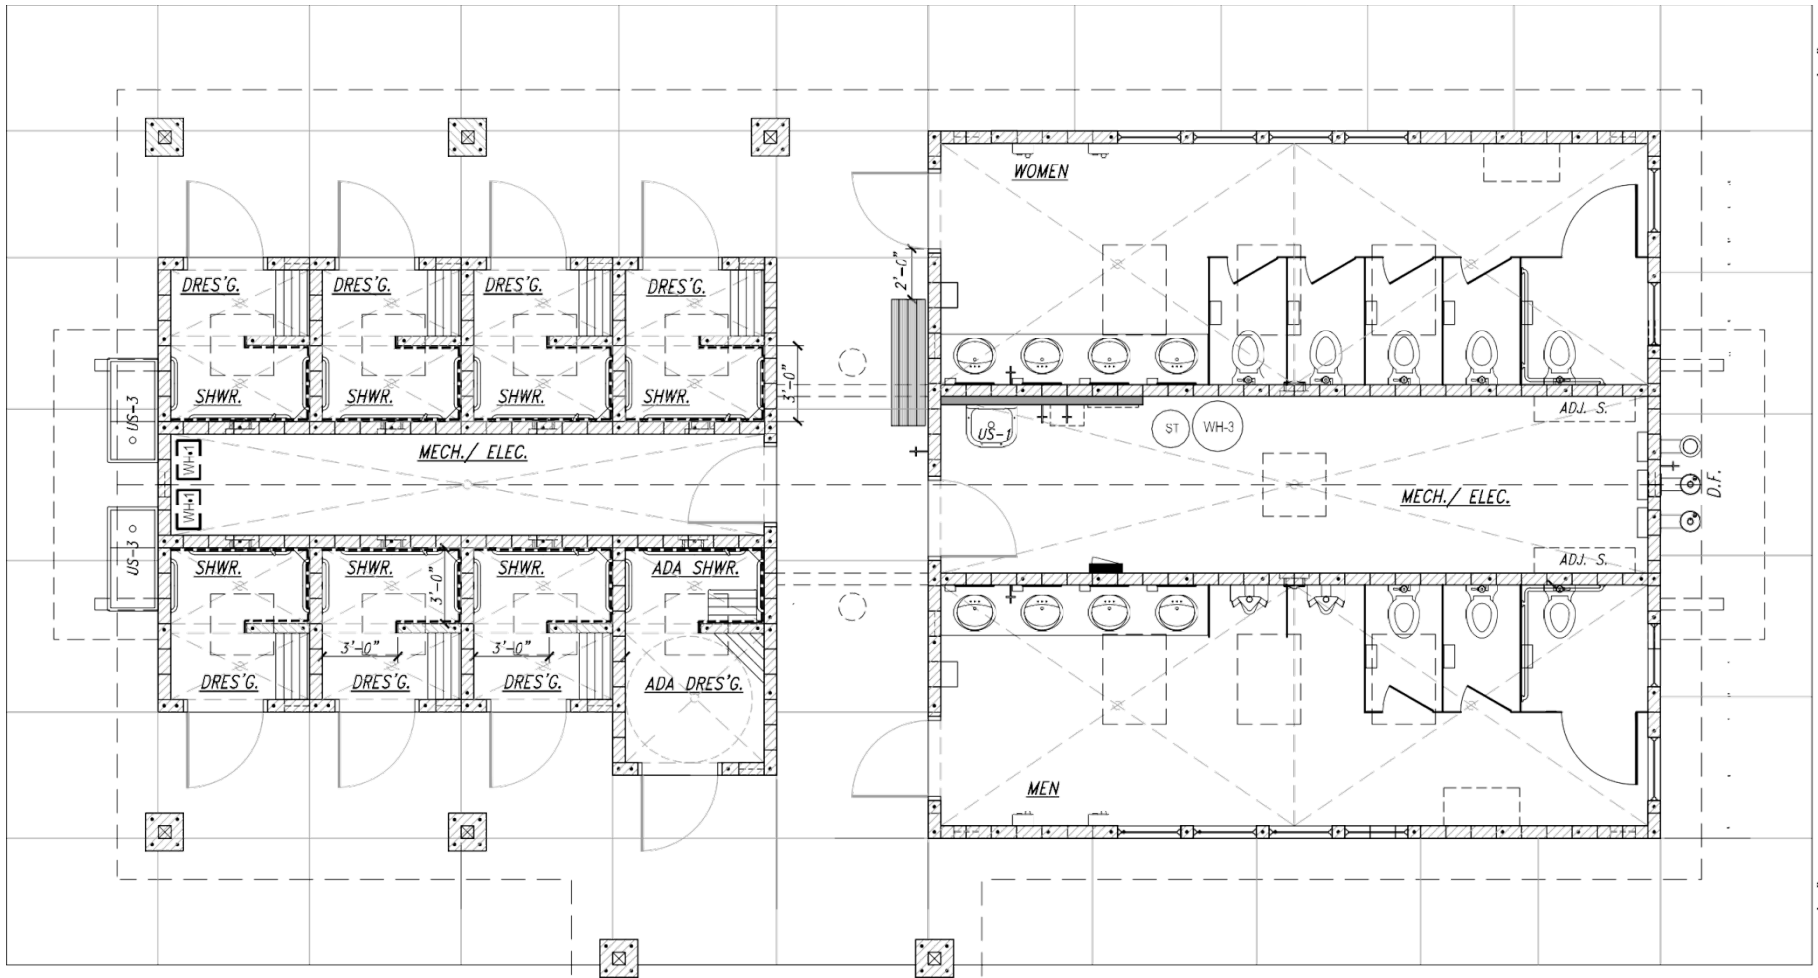 WOMEN
2'-0"
DRES'G.
DRES'G.
DRES'G.
DRES'G.
3'-0"
SHWR.
SHWR.
SHWR.
SHWR.
US-3
ADJ. S.
US-1
ST
WH-3
MECH./ ELEC.
WH-1
D.F.
MECH./ ELEC.
WH-1
US-3
ADJ. S.
SHWR.
SHWR.
SHWR.
ADA SHWR.
3'-0"
3'-0"
3'-0"
DRES'G.
DRES'G.
DRES'G.
ADA DRES'G.
MEN